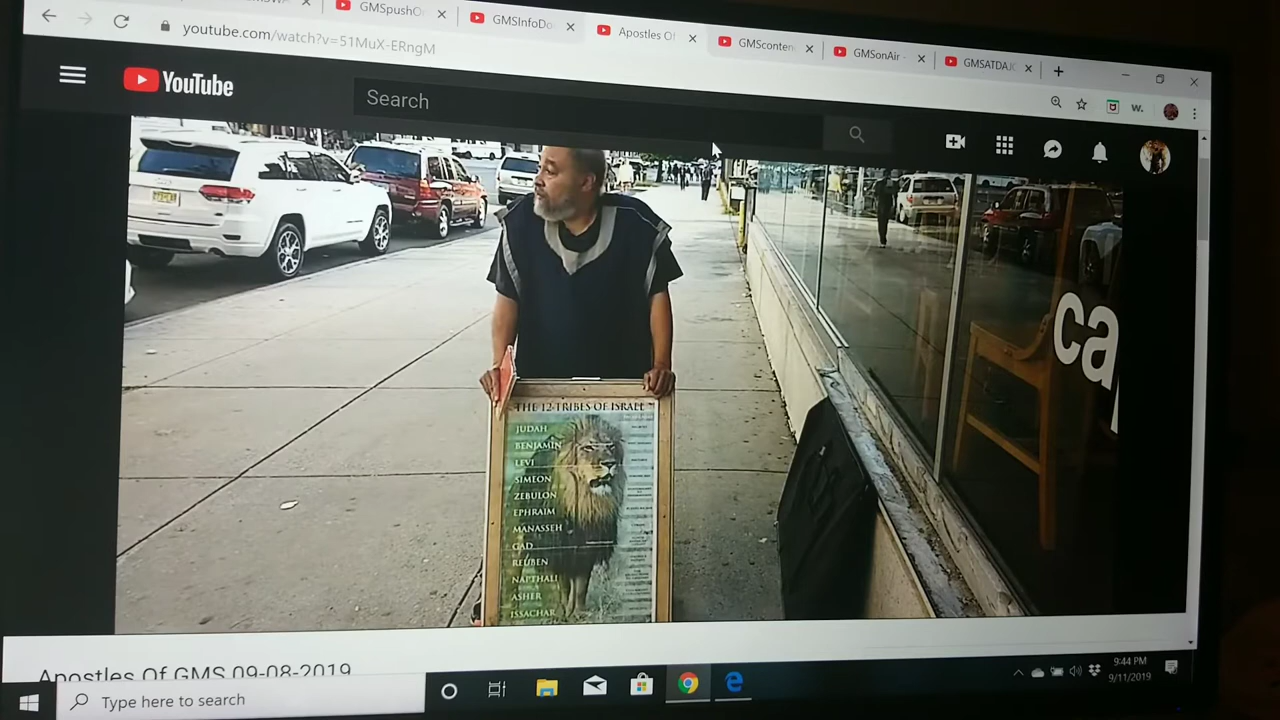 GMSpushO
GMSInfoDo
Apostles Of
GMSconten
GMSonAir -
GMSATDAJC
youtube.com/watch?v=51MuX-ERngM
YouTube
Search
w.
ca
THE 12 TRIBES OF ISRAEL
JUDAH
BENJAMIN
LEVI
SIMEON
ZEBULON
EPHRAIM
MANASSEH
GAD
REUBEN
NAPTHALI
ASHER
ISSACHAR
Apostles Of GMS 09-08-2019
Type here to search
9:44 PM
9/11/2019